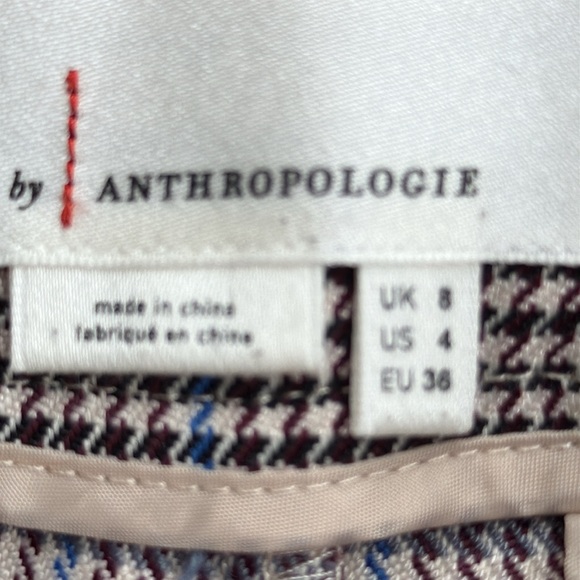 by ANTHROPOLOGIE
made in china
fabriqué en chine
UK 8
US 4
EU 36